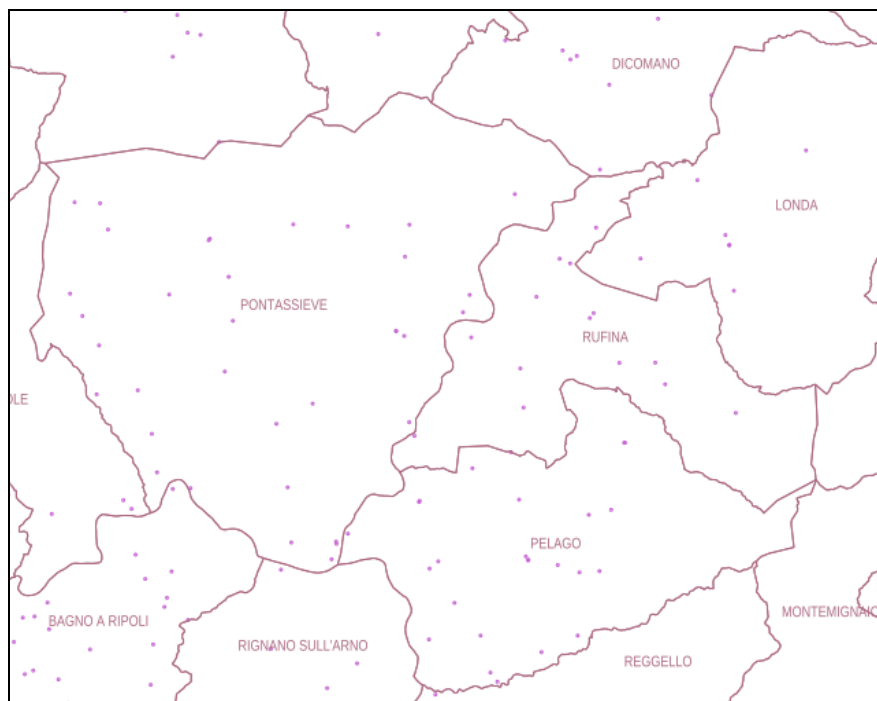 DICOMANO
LONDA
PONTASSIEVE
RUFINA
OLE
PELAGO
MONTEMIGNAIO
BAGNO A RIPOLI
RIGNANO SULL'ARNO
REGGELLO